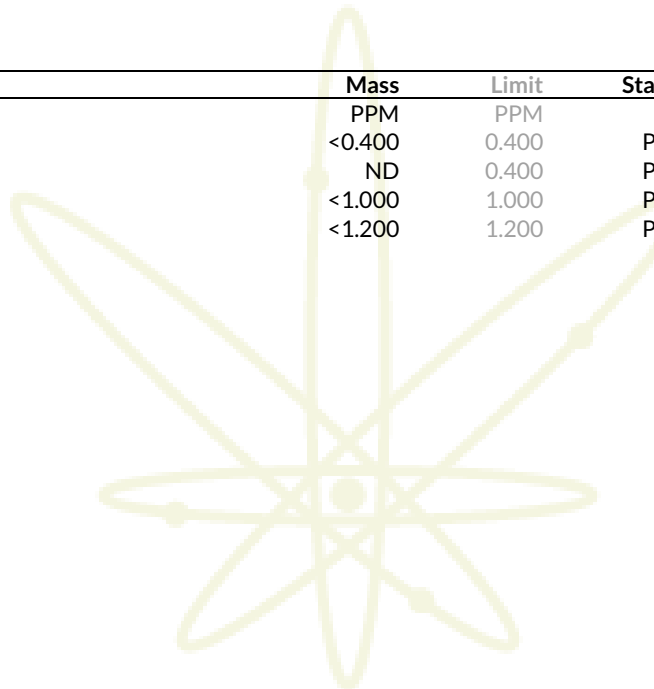 Mass Limit Sta
PPM PPM
<0.400 0.400 P
ND 0.400 P
<1.000 1.000 P
<1.200 1.200 P